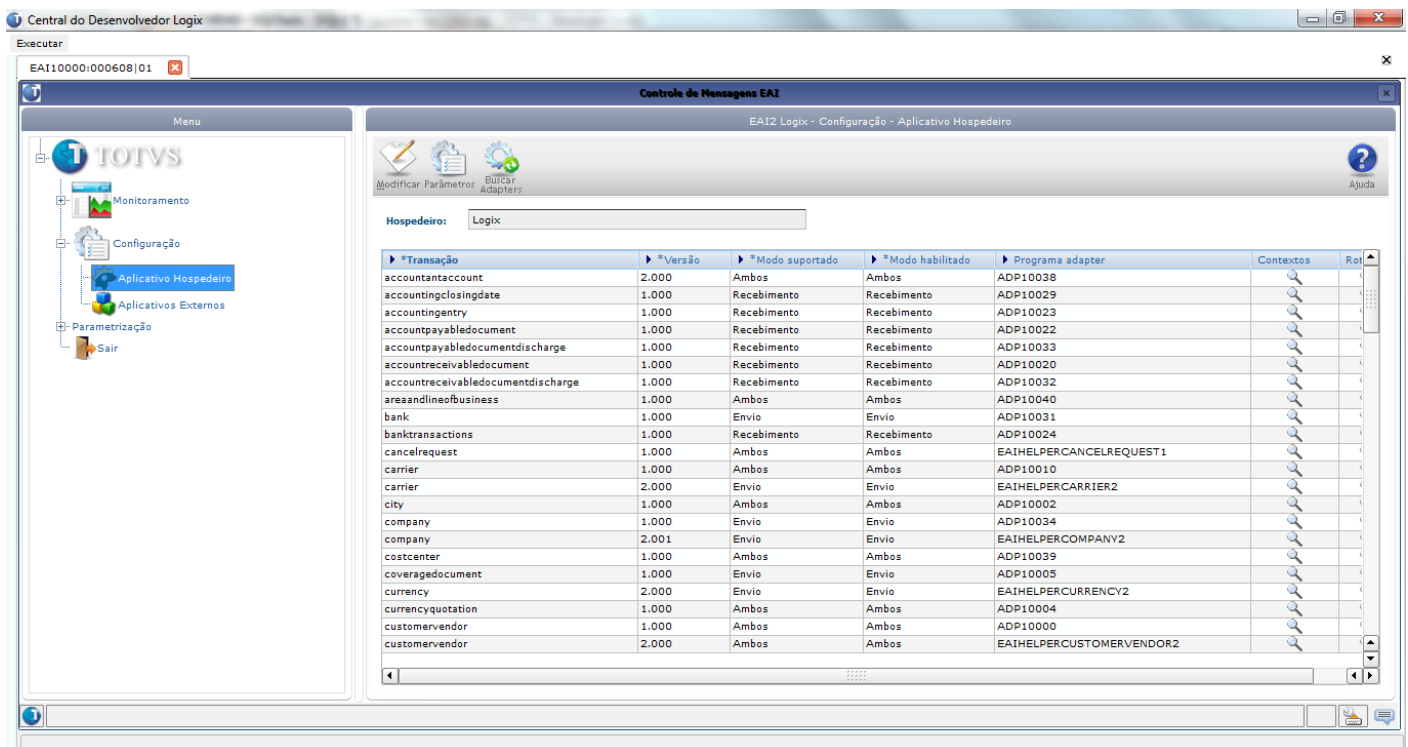 Central do Desenvolvedor Logix
Executar
EAI10000:000608|01
Controle de Mensagens EAI
Menu
EAI2 Logix - Configuração - Aplicativo Hospedeiro
TOTVS
Monitoramento
Configuração
Aplicativo Hospedeiro
Aplicativos Externos
Parametrização
Sair
Modificar Parâmetros Buscar Adapters
Ajuda
Hospedeiro: Logix
*Transação *Versão *Modo suportado *Modo habilitado Programa adapter Contextos Rot
accountantaccount 2.000 Ambos Ambos ADP10038
accountingclosingdate 1.000 Recebimento Recebimento ADP10029
accountingentry 1.000 Recebimento Recebimento ADP10023
accountpayabledocument 1.000 Recebimento Recebimento ADP10022
accountpayabledocumentdischarge 1.000 Recebimento Recebimento ADP10033
accountreceivabledocument 1.000 Recebimento Recebimento ADP10020
accountreceivabledocumentdischarge 1.000 Recebimento Recebimento ADP10032
areaandlineofbusiness 1.000 Ambos Ambos ADP10040
bank 1.000 Envio Envio ADP10031
banktransactions 1.000 Recebimento Recebimento ADP10024
cancelrequest 1.000 Ambos Ambos EAIHELPERCANCELREQUEST1
carrier 1.000 Ambos Ambos ADP10010
carrier 2.000 Envio Envio EAIHELPERCARRIER2
city 1.000 Ambos Ambos ADP10002
company 1.000 Envio Envio ADP10034
company 2.001 Envio Envio EAIHELPERCOMPANY2
costcenter 1.000 Ambos Ambos ADP10039
coveragedocument 1.000 Envio Envio ADP10005
currency 2.000 Envio Envio EAIHELPERCURRENCY2
currencyquotation 1.000 Ambos Ambos ADP10004
customervendor 1.000 Ambos Ambos ADP10000
customervendor 2.000 Ambos Ambos EAIHELPERCUSTOMERVENDOR2